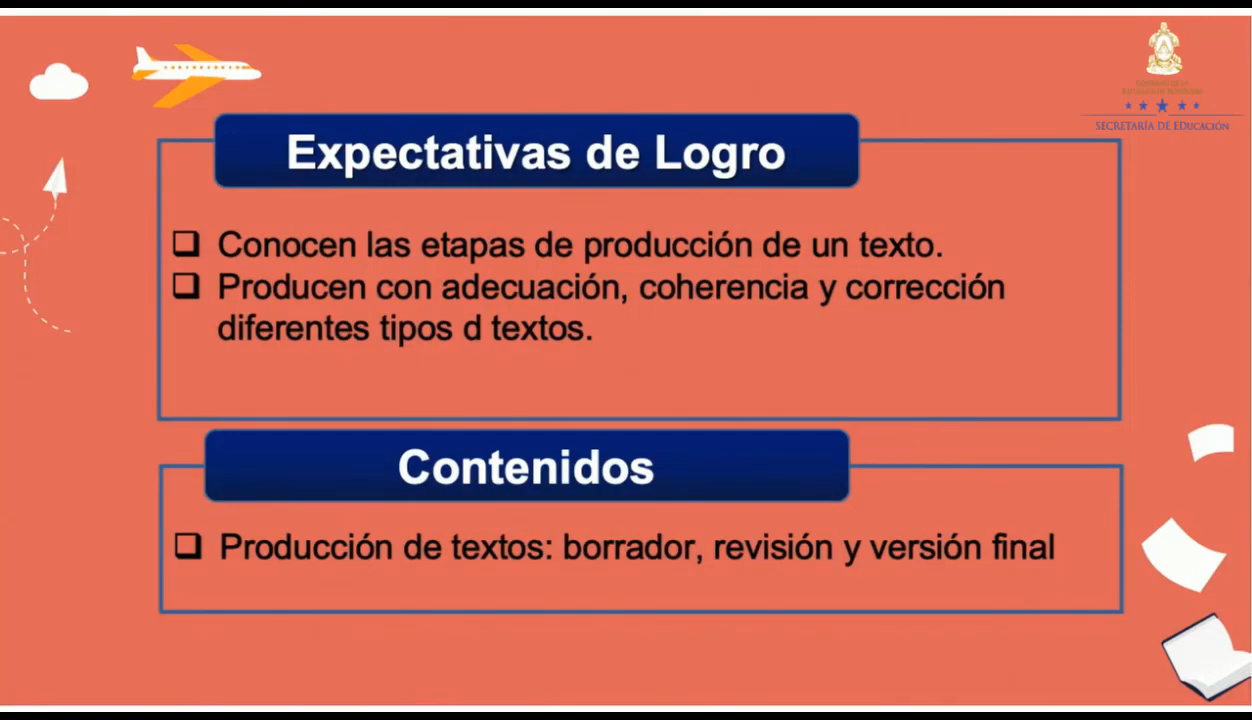 SECRETARÍA DE EDUCACIÓN
Expectativas de Logro
❑ Conocen las etapas de producción de un texto.
❑ Producen con adecuación, coherencia y corrección
diferentes tipos d textos.
Contenidos
❑ Producción de textos: borrador, revisión y versión final